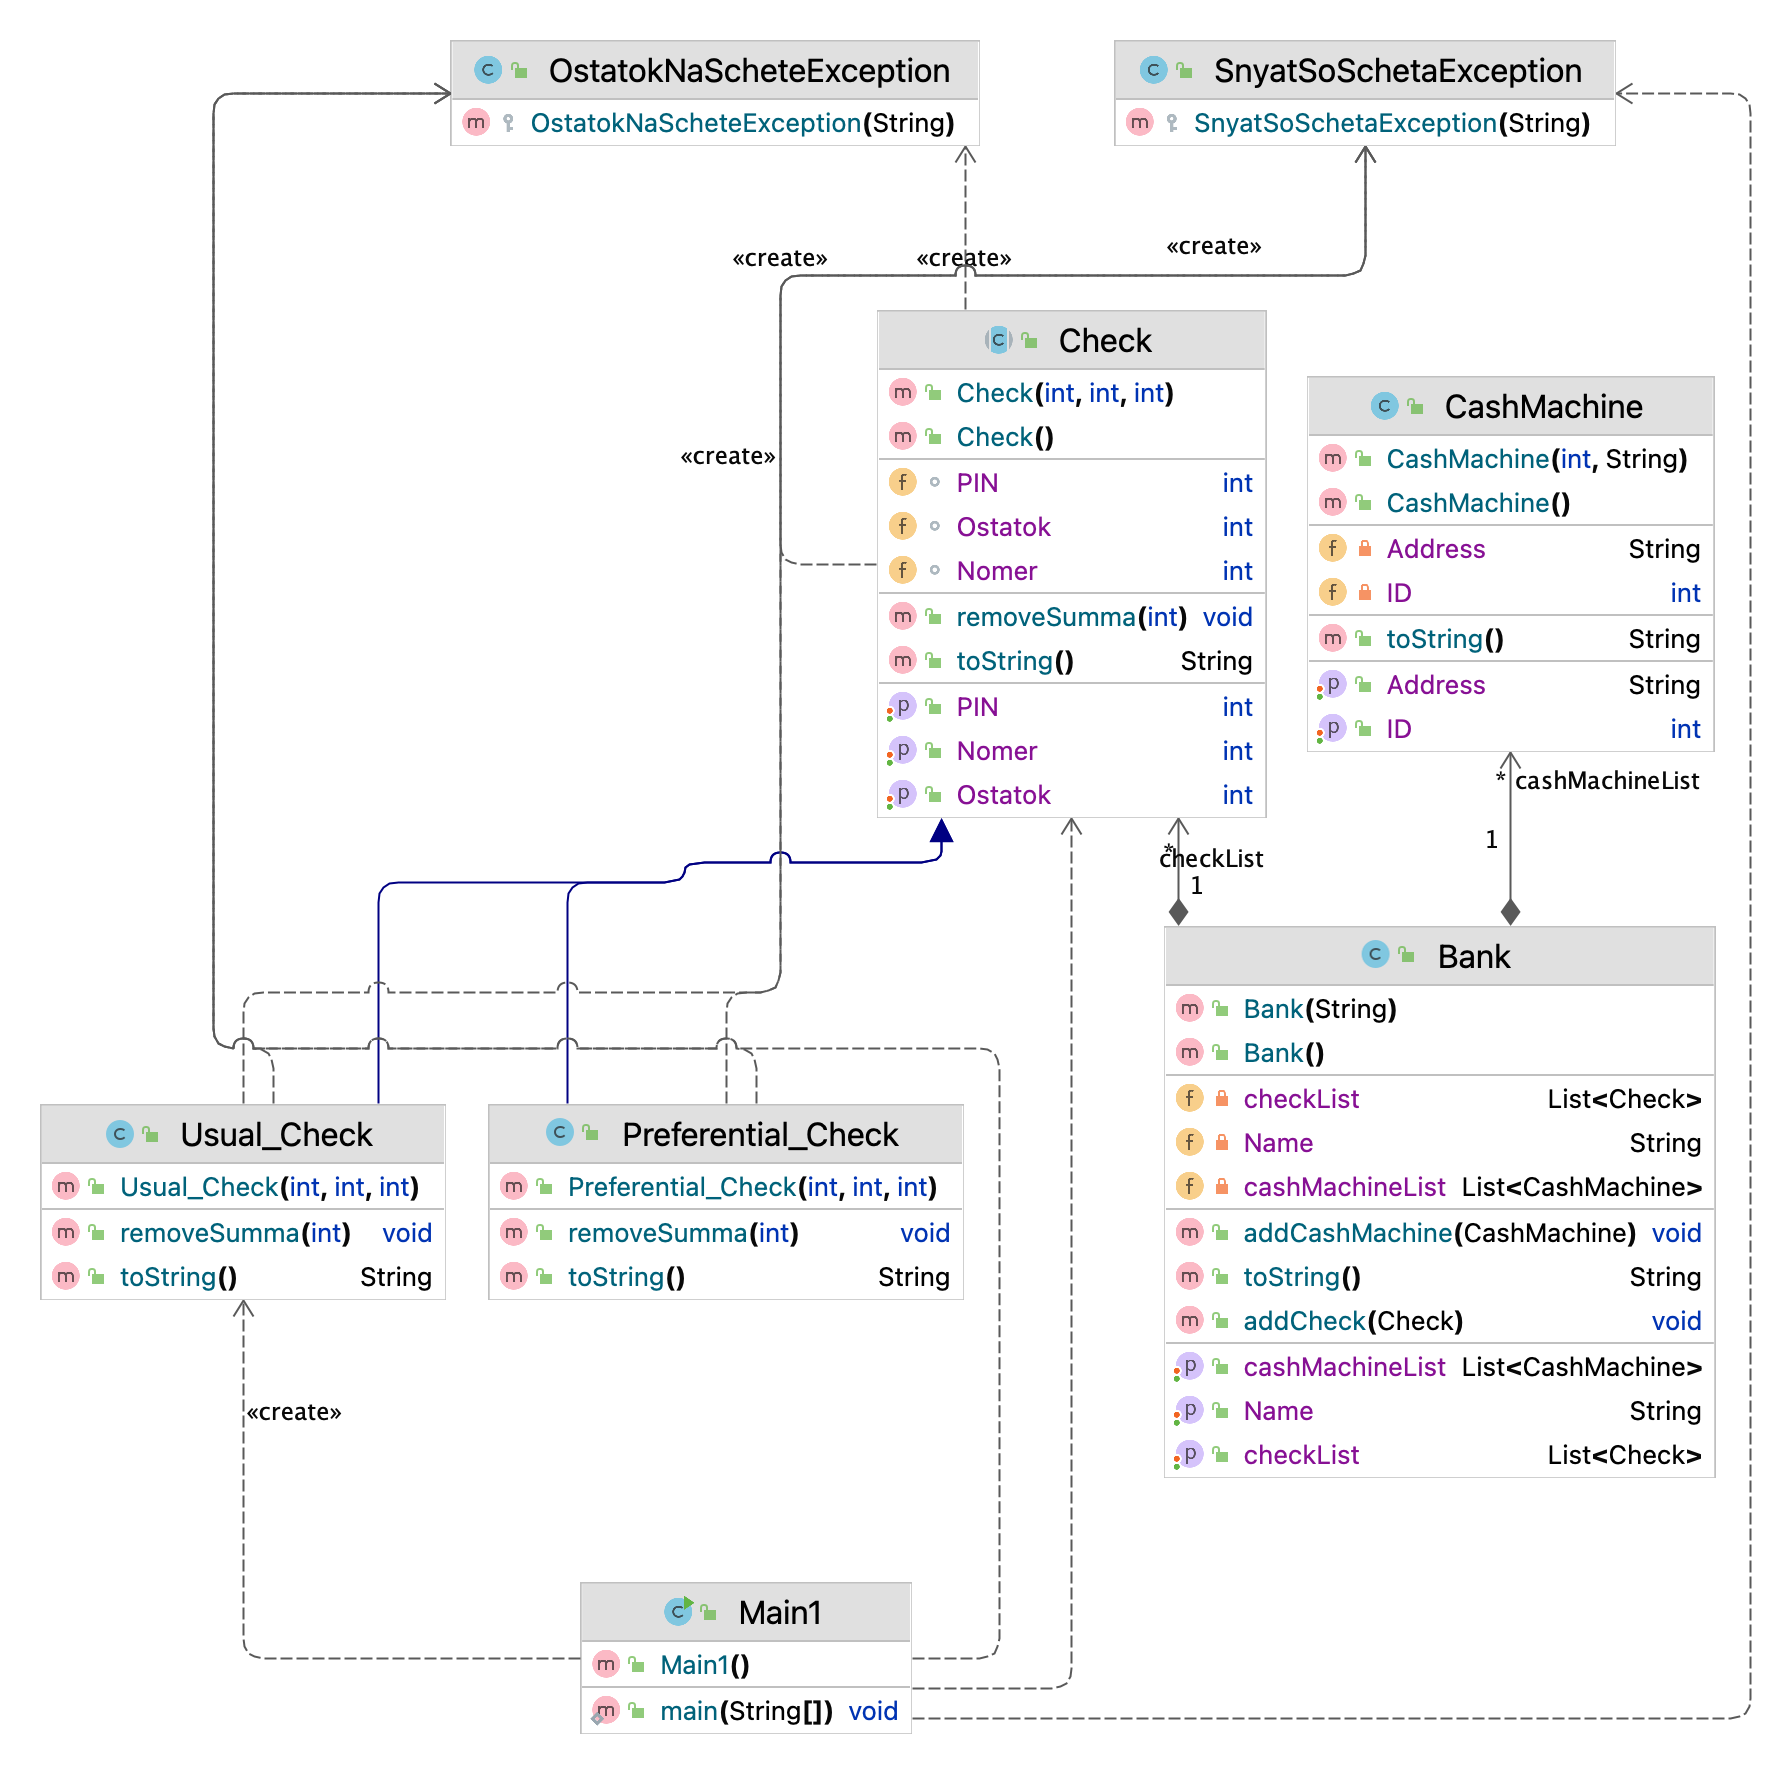 OstatokNaScheteException
OstatokNaScheteException(String)
SnyatSoSchetaException
SnyatSoSchetaException(String)
«create»
«create»
«create»
«create»
Check
Check(int, int, int)
Check()
PIN int
Ostatok int
Nomer int
removeSumma(int) void
toString() String
PIN int
Nomer int
Ostatok int
CashMachine
CashMachine(int, String)
CashMachine()
Address String
ID int
toString() String
Address String
ID int
* cashMachineList
1
*
checkList
1
Bank
Bank(String)
Bank()
checkList List<Check>
Name String
cashMachineList List<CashMachine>
addCashMachine(CashMachine) void
toString() String
addCheck(Check) void
cashMachineList List<CashMachine>
Name String
checkList List<Check>
Usual_Check
Usual_Check(int, int, int)
removeSumma(int) void
toString() String
Preferential_Check
Preferential_Check(int, int, int)
removeSumma(int) void
toString() String
«create»
Main1
Main1()
main(String[]) void